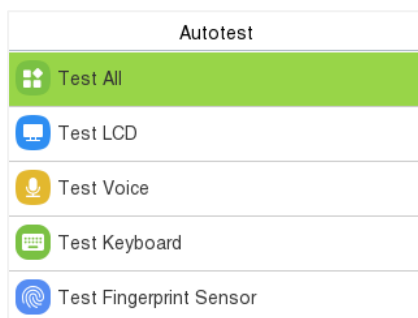 Autotest
Test All
Test LCD
Test Voice
Test Keyboard
Test Fingerprint Sensor